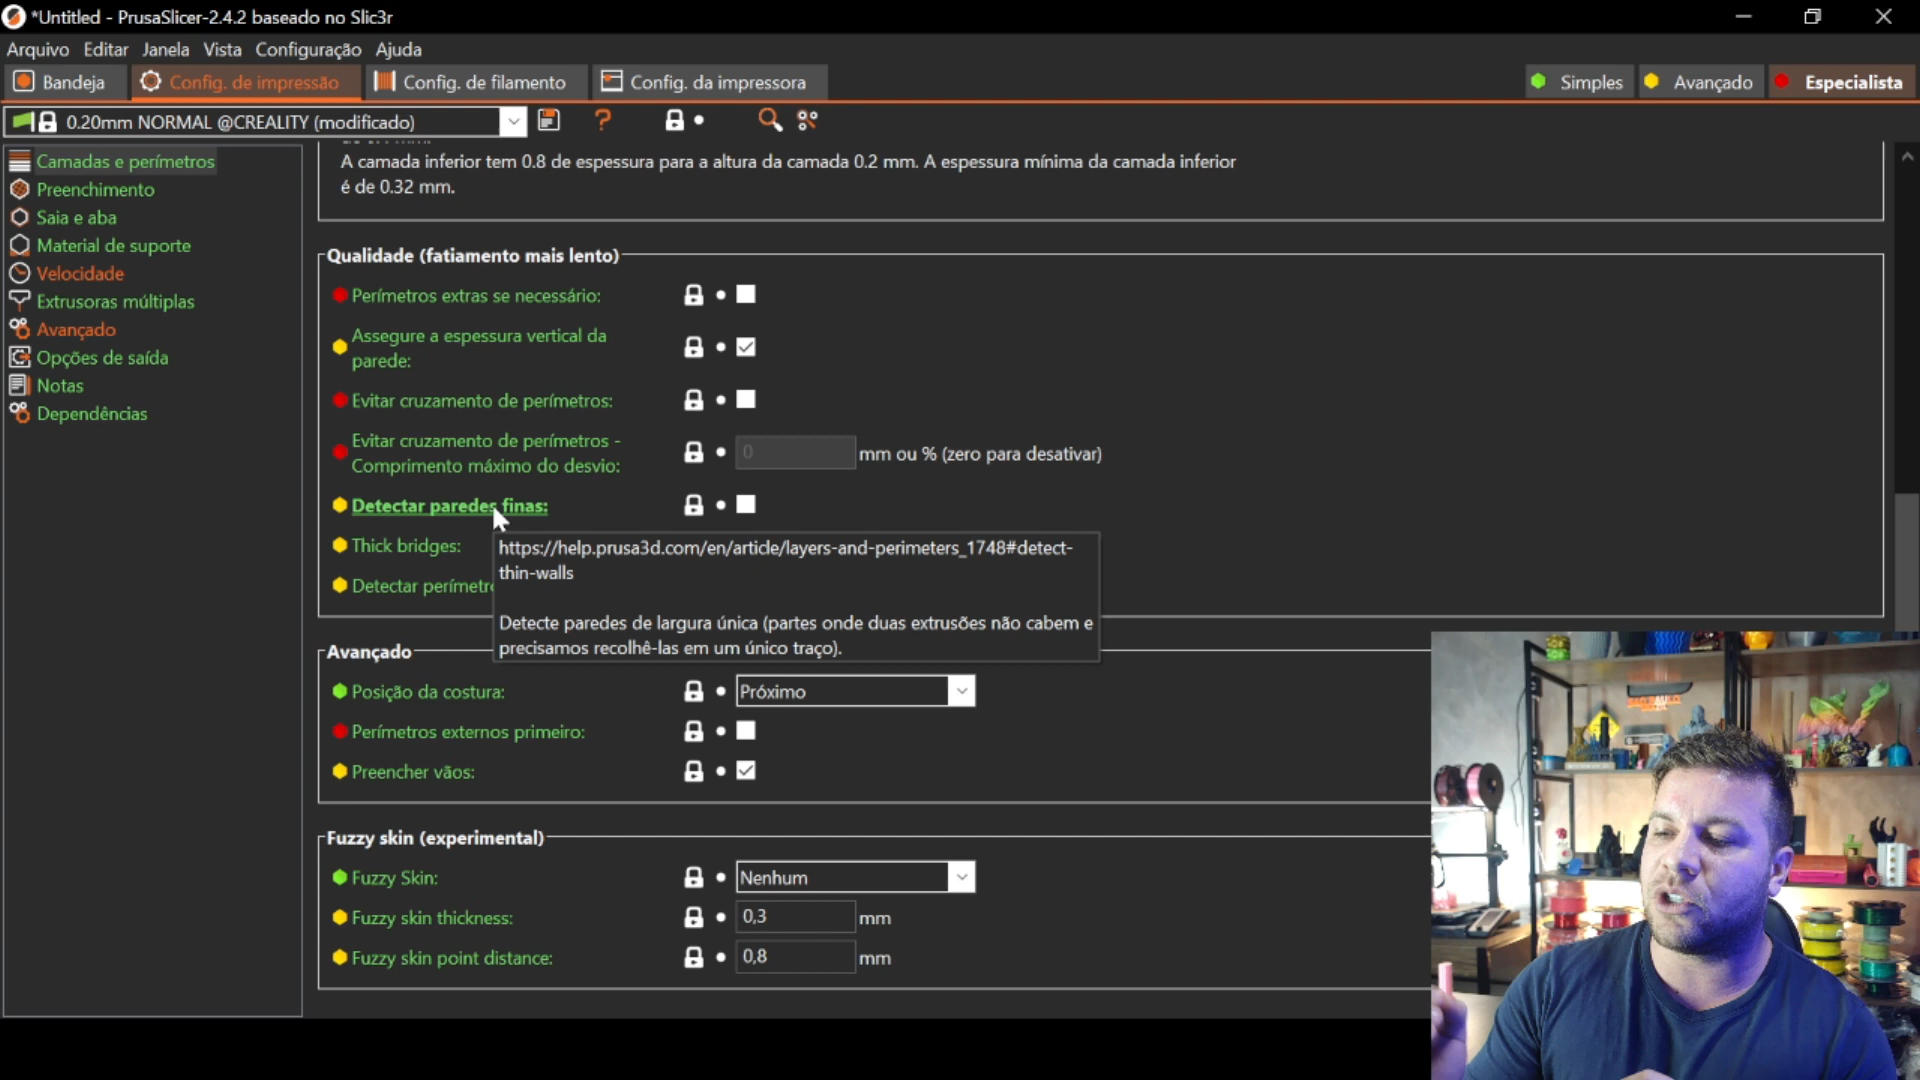 *Untitled - PrusaSlicer-2.4.2 baseado no Slic3r
Arquivo Editar Janela Vista Configuração Ajuda
Bandeja Config. de impressão Config. de filamento Config. da impressora Simples Avançado Especialista
0.20mm NORMAL @CREALITY (modificado)
Camadas e perímetros
Preenchimento
Saia e aba
Material de suporte
Velocidade
Extrusoras múltiplas
Avançado
Opções de saída
Notas
Dependências
A camada inferior tem 0.8 de espessura para a altura da camada 0.2 mm. A espessura mínima da camada inferior
é de 0.32 mm.
Qualidade (fatiamento mais lento)
Perímetros extras se necessário:
Assegure a espessura vertical da
parede:
Evitar cruzamento de perímetros:
Evitar cruzamento de perímetros -
Comprimento máximo do desvio: 0 mm ou % (zero para desativar)
Detectar paredes finas:
Thick bridges:
Detectar perímetr
https://help.prusa3d.com/en/article/layers-and-perimeters_1748#detect-
thin-walls
Detecte paredes de largura única (partes onde duas extrusões não cabem e
precisamos recolhê-las em um único traço).
Avançado
Posição da costura: Próximo
Perímetros externos primeiro:
Preencher vãos:
Fuzzy skin (experimental)
Fuzzy Skin: Nenhum
Fuzzy skin thickness: 0,3 mm
Fuzzy skin point distance: 0,8 mm